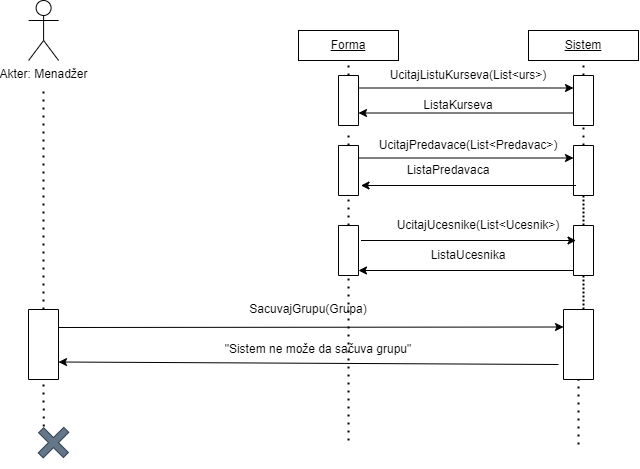 Forma
Sistem
Akter: Menadžer
UcitajListuKurseva(List<urs>)
ListaKurseva
UcitajPredavace(List<Predavac>)
ListaPredavaca
UcitajUcesnike(List<Ucesnik>)
ListaUcesnika
SacuvajGrupu(Grupa)
"Sistem ne može da sačuva grupu"